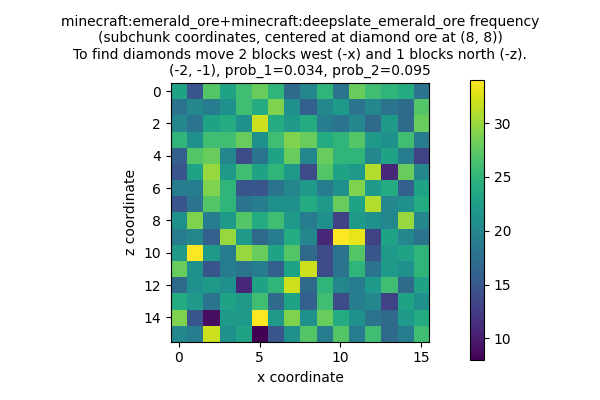 minecraft:emerald_ore+minecraft:deepslate_emerald_ore frequency
(subchunk coordinates, centered at diamond ore at (8, 8))
To find diamonds move 2 blocks west (-x) and 1 blocks north (-z).
(-2, -1), prob_1=0.034, prob_2=0.095
0
2
4
6
8
10
12
14
z coordinate
0
5
10
15
x coordinate
30
25
20
15
10